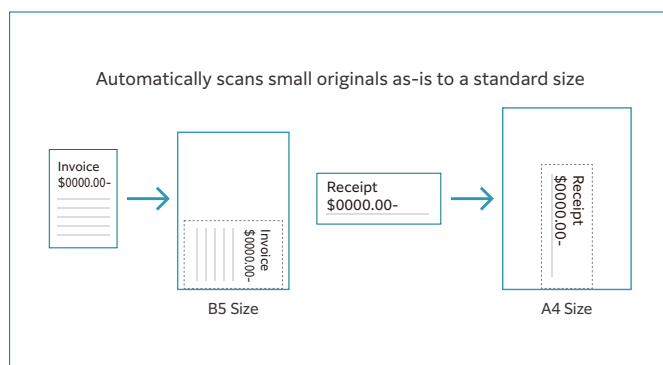 Automatically scans small originals as-is to a standard size
Invoice
$0000.00-
Invoice
$0000.00-
B5 Size
Receipt
$0000.00-
Receipt
$0000.00-
A4 Size